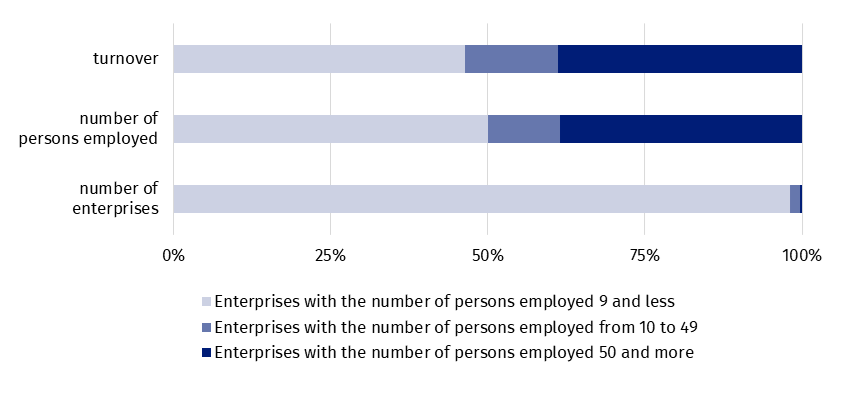 turnover
number of
persons employed
number of
enterprises
0% 25% 50% 75% 100%
Enterprises with the number of persons employed 9 and less
Enterprises with the number of persons employed from 10 to 49
Enterprises with the number of persons employed 50 and more